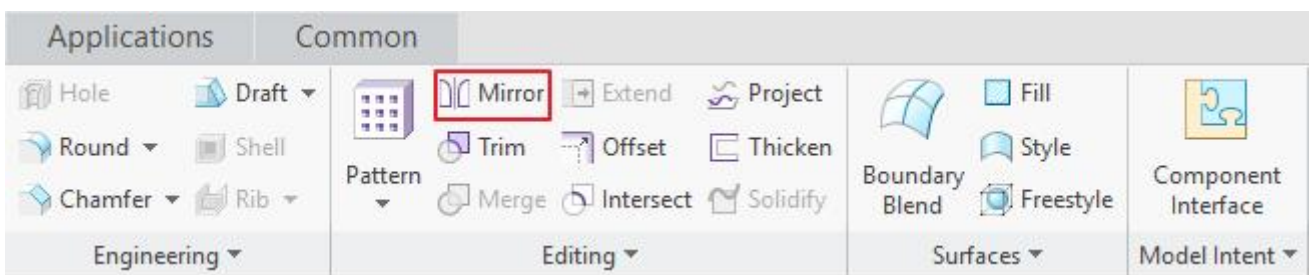 Applications Common
Hole Draft Mirror Extend Project Fill
Round Shell Trim Offset Thicken Style
Pattern Boundary Blend Component Interface
Chamfer Rib Merge Intersect Solidify Freestyle
Engineering Editing Surfaces Model Intent